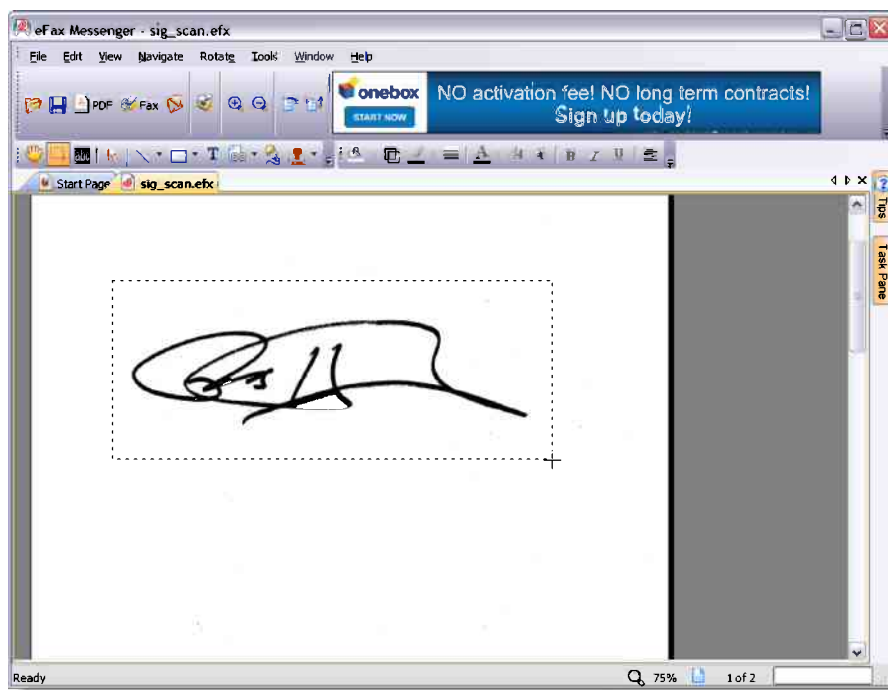 eFax Messenger - sig_scan.efx
File Edit View Navigate Rotate Tools Window Help
PDF Fax
onebox
START NOW
NO activation fee! NO long term contracts!
Sign up today!
abc T A B I U
Start Page sig_scan.efx
Tips
Task Pane
Ready 75% 1 of 2